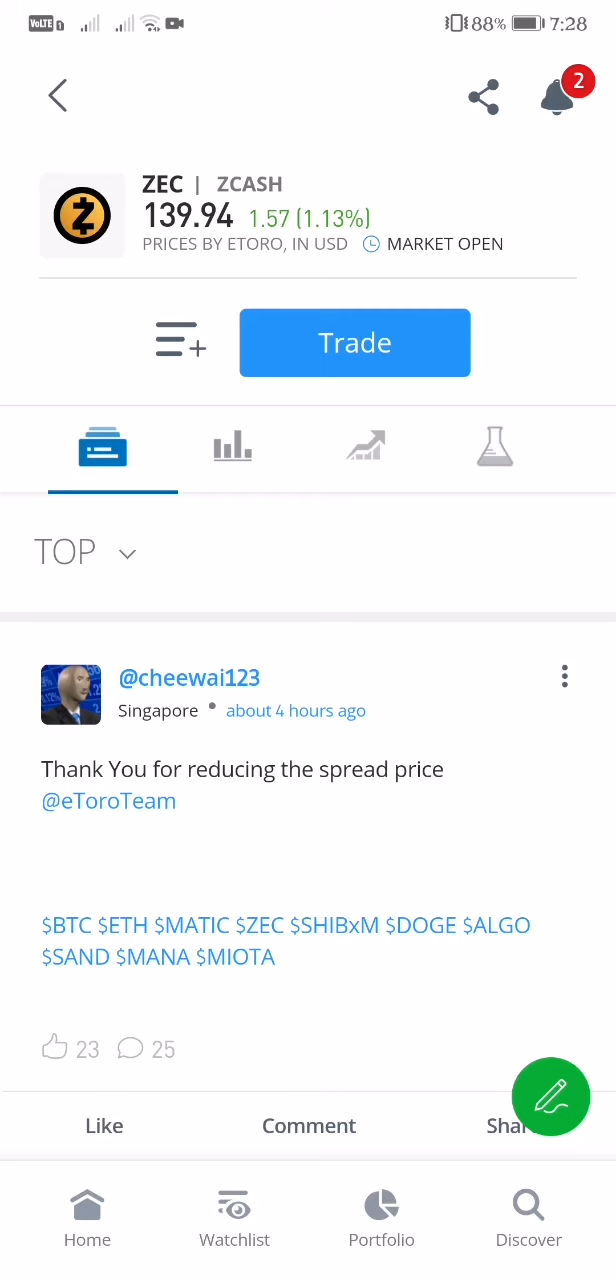 VoLTE 1 88% 7:28
2
ZEC | ZCASH
139.94 1.57 (1.13%)
PRICES BY ETORO, IN USD MARKET OPEN
Trade
TOP
@cheewai123
Singapore • about 4 hours ago
Thank You for reducing the spread price
@eToroTeam
$BTC $ETH $MATIC $ZEC $SHIBxM $DOGE $ALGO
$SAND $MANA $MIOTA
23 25
Like Comment
Home Watchlist Portfolio Discover